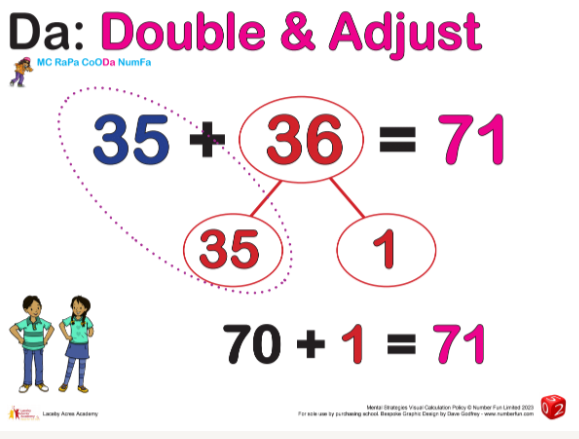 Da: Double & Adjust
MC RaPa CoODa NumFa
35 + 36 = 71
35 1
70 + 1 = 71
Laceby Acres Academy
Mental Strategies Visual Calculation Policy © Number Fun Limited 2023
For sole use by purchasing school. Bespoke Graphic Design by Dave Godfrey - www.numberfun.com